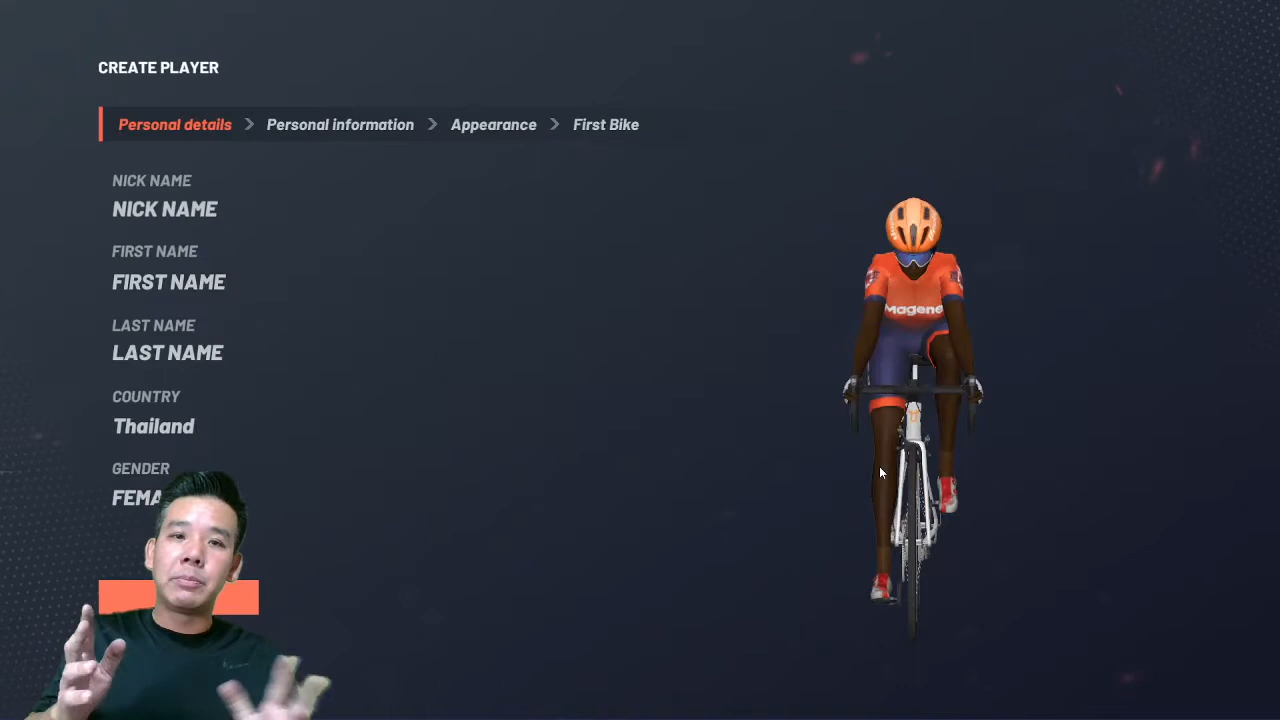 CREATE PLAYER
Personal details > Personal information > Appearance > First Bike
NICK NAME
NICK NAME
FIRST NAME
FIRST NAME
LAST NAME
LAST NAME
COUNTRY
Thailand
GENDER
FEMA
Magene